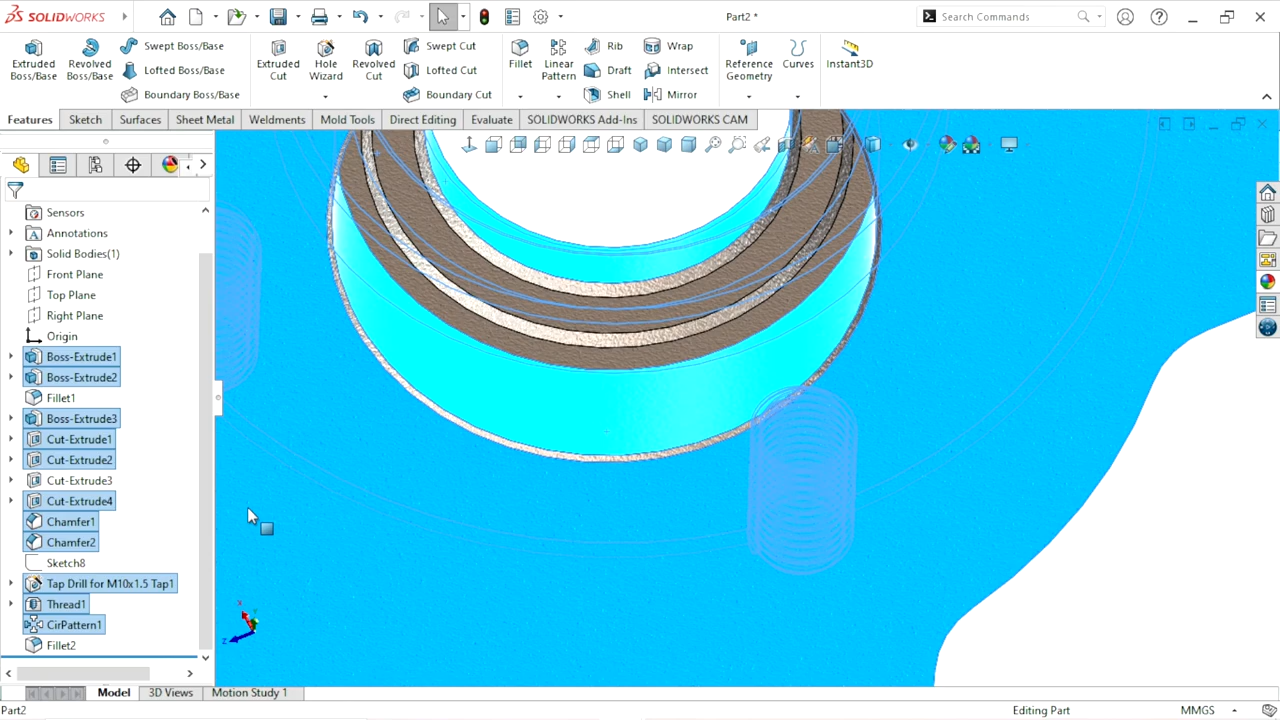 SOLIDWORKS
Part2 *
Search Commands
Extruded Boss/Base
Revolved Boss/Base
Swept Boss/Base
Lofted Boss/Base
Boundary Boss/Base
Extruded Cut
Hole Wizard
Revolved Cut
Swept Cut
Lofted Cut
Boundary Cut
Fillet
Linear Pattern
Rib
Draft
Shell
Wrap
Intersect
Mirror
Reference Geometry
Curves
Instant3D
Features
Sketch
Surfaces
Sheet Metal
Weldments
Mold Tools
Direct Editing
Evaluate
SOLIDWORKS Add-Ins
SOLIDWORKS CAM
Sensors
Annotations
Solid Bodies(1)
Front Plane
Top Plane
Right Plane
Origin
Boss-Extrude1
Boss-Extrude2
Fillet1
Boss-Extrude3
Cut-Extrude1
Cut-Extrude2
Cut-Extrude3
Cut-Extrude4
Chamfer1
Chamfer2
Sketch8
Tap Drill for M10x1.5 Tap1
Thread1
CirPattern1
Fillet2
X
Y
Z
Model
3D Views
Motion Study 1
Part2
Editing Part
MMGS